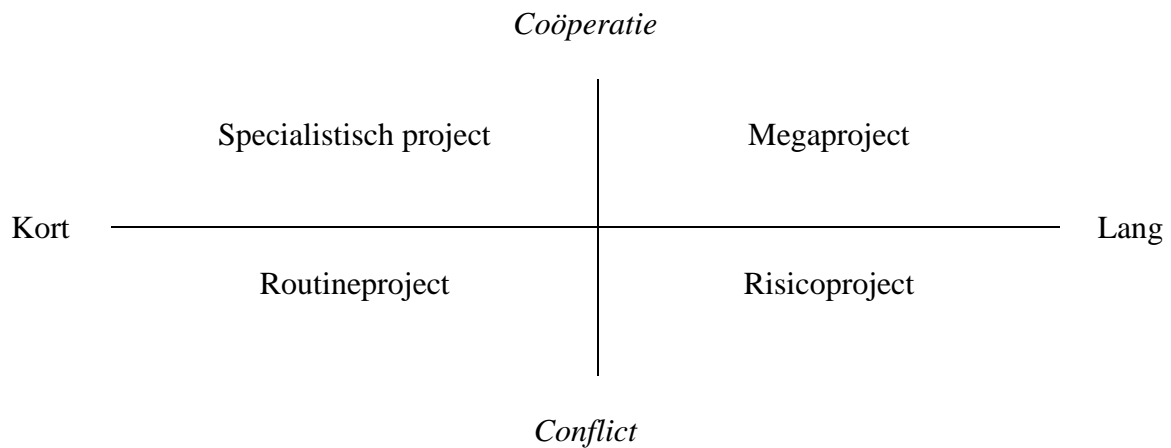 Coöperatie
Specialistisch project Megaproject
Kort Lang
Routineproject Risicoproject
Conflict